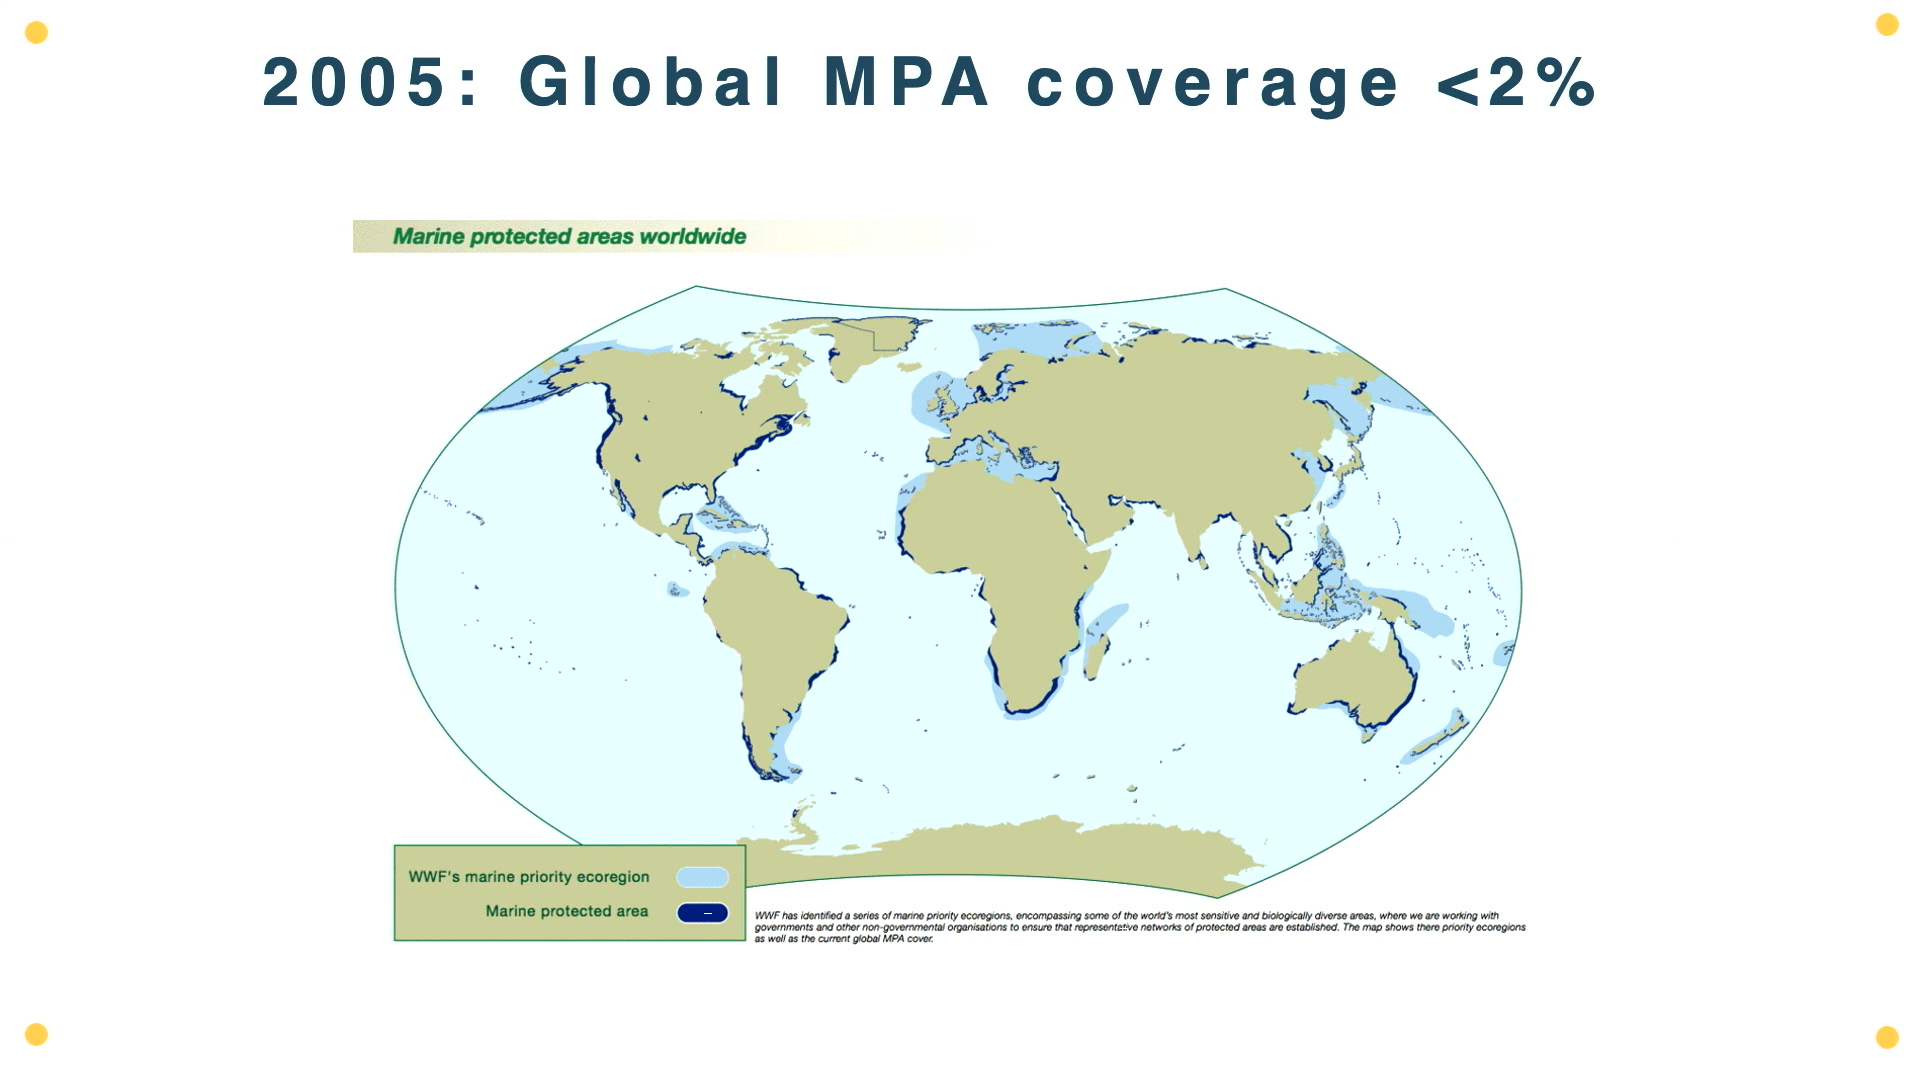 2005: Global MPA coverage <2%
Marine protected areas worldwide
WWF's marine priority ecoregion
Marine protected area
WWF has identified a series of marine priority ecoregions, encompassing some of the world's most sensitive and biologically diverse areas, where we are working with
governments and other non-governmental organisations to ensure that representative networks of protected areas are established. The map shows there priority ecoregions
as well as the current global MPA cover.